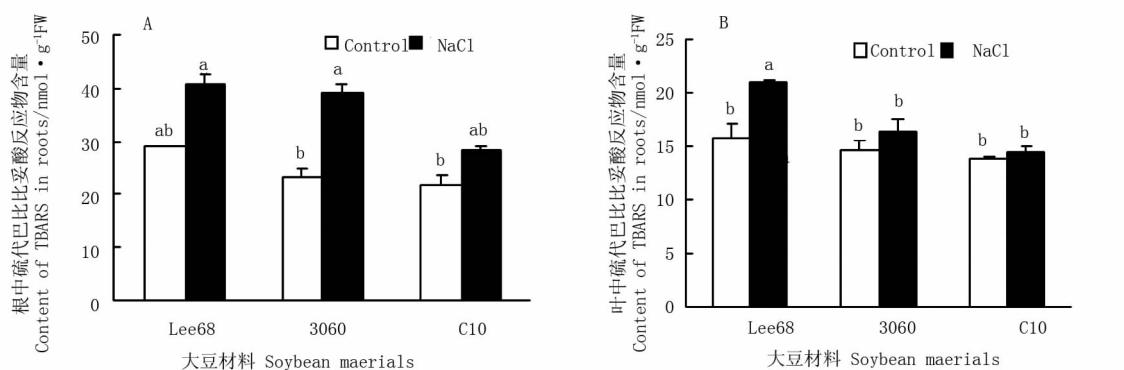 A
根中硫代巴比比妥酸反应物含量
Content of TBARS in roots/nmol·g⁻¹FW
50
40
30
20
10
0
Control NaCl
ab
a
b
a
b
ab
Lee68 3060 C10
大豆材料 Soybean maerials
B
叶中硫代巴比比妥酸反应物含量
Content of TBARS in roots/nmol·g⁻¹FW
25
20
15
10
5
0
Control NaCl
b
a
b
b
b
b
Lee68 3060 C10
大豆材料 Soybean maerials